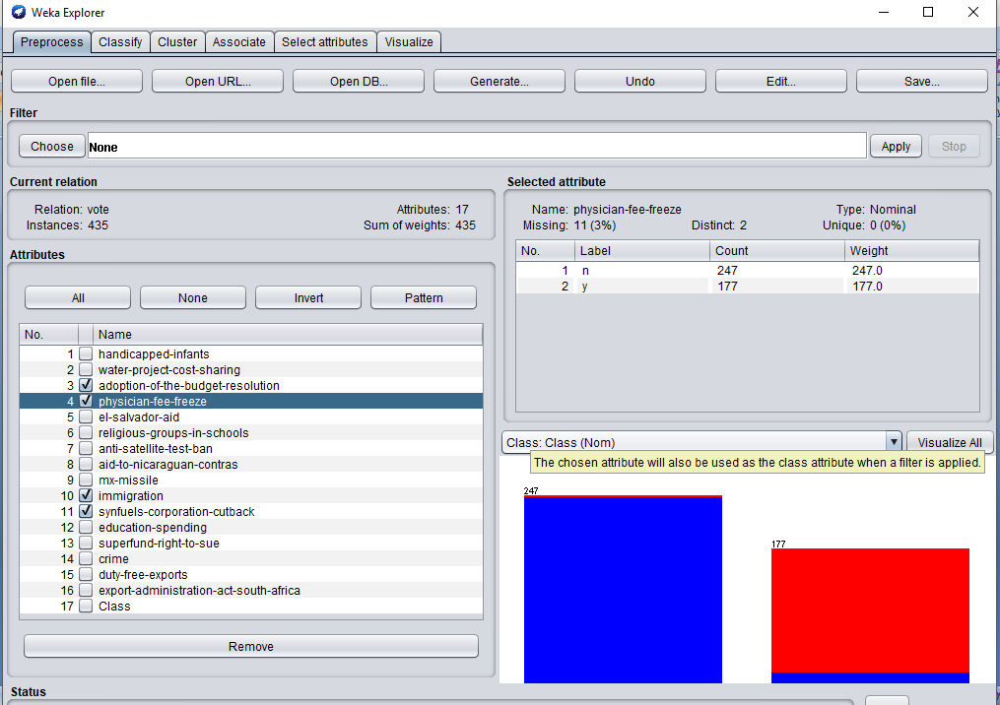 Weka Explorer
Preprocess Classify Cluster Associate Select attributes Visualize
Open file... Open URL... Open DB... Generate... Undo Edit... Save...
Filter
Choose None Apply Stop
Current relation
Relation: vote Attributes: 17
Instances: 435 Sum of weights: 435
Selected attribute
Name: physician-fee-freeze Type: Nominal
Missing: 11 (3%) Distinct: 2 Unique: 0 (0%)
No. Label Count Weight
1 n 247 247.0
2 y 177 177.0
Attributes
All None Invert Pattern
No. Name
1 handicapped-infants
2 water-project-cost-sharing
3 adoption-of-the-budget-resolution
4 physician-fee-freeze
5 el-salvador-aid
6 religious-groups-in-schools
7 anti-satellite-test-ban
8 aid-to-nicaraguan-contras
9 mx-missile
10 immigration
11 synfuels-corporation-cutback
12 education-spending
13 superfund-right-to-sue
14 crime
15 duty-free-exports
16 export-administration-act-south-africa
17 Class
Remove
Class: Class (Nom) Visualize All
The chosen attribute will also be used as the class attribute when a filter is applied.
247
177
Status